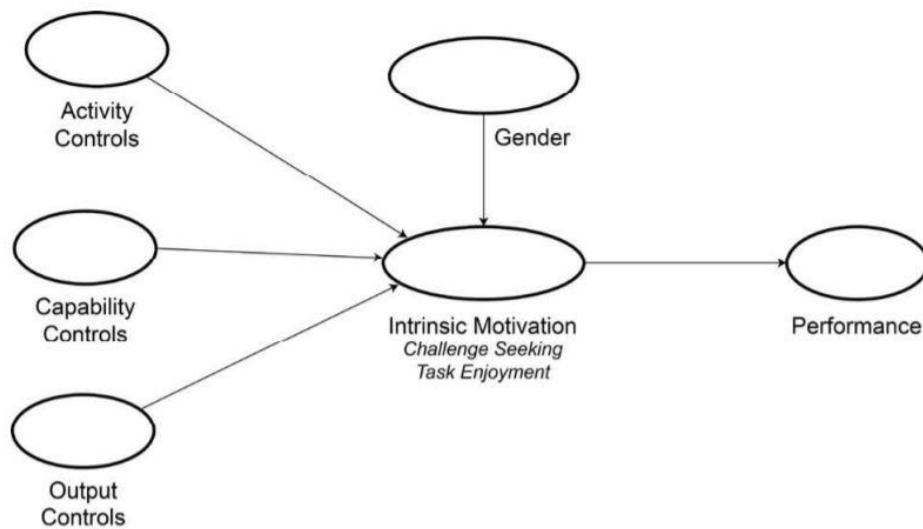 Activity
Controls
Gender
Capability
Controls
Intrinsic Motivation
Challenge Seeking
Task Enjoyment
Performance
Output
Controls